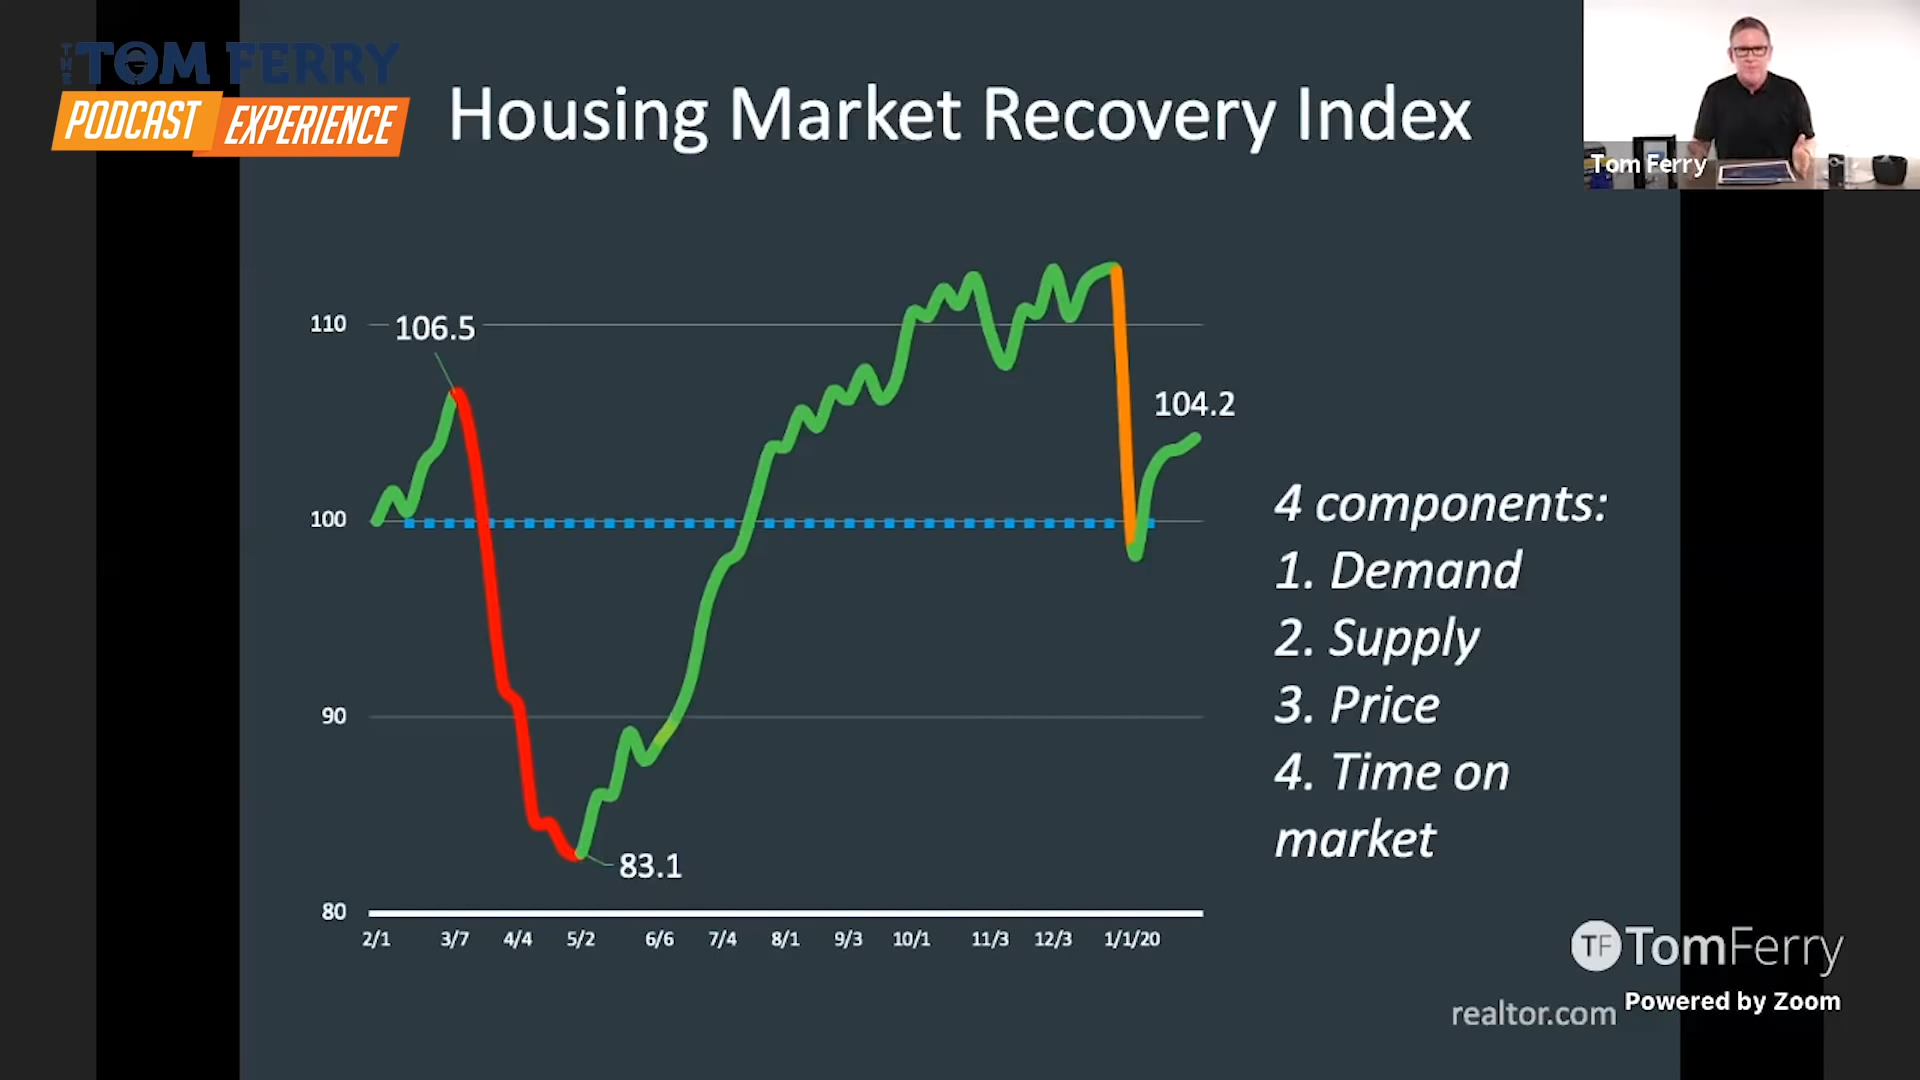 THE TOM FERRY
PODCAST EXPERIENCE
Housing Market Recovery Index
Tom Ferry
110
106.5
104.2
100
90
83.1
80
2/1 3/7 4/4 5/2 6/6 7/4 8/1 9/3 10/1 11/3 12/3 1/1/20
4 components:
1. Demand
2. Supply
3. Price
4. Time on
market
TF TomFerry
Powered by Zoom
realtor.com